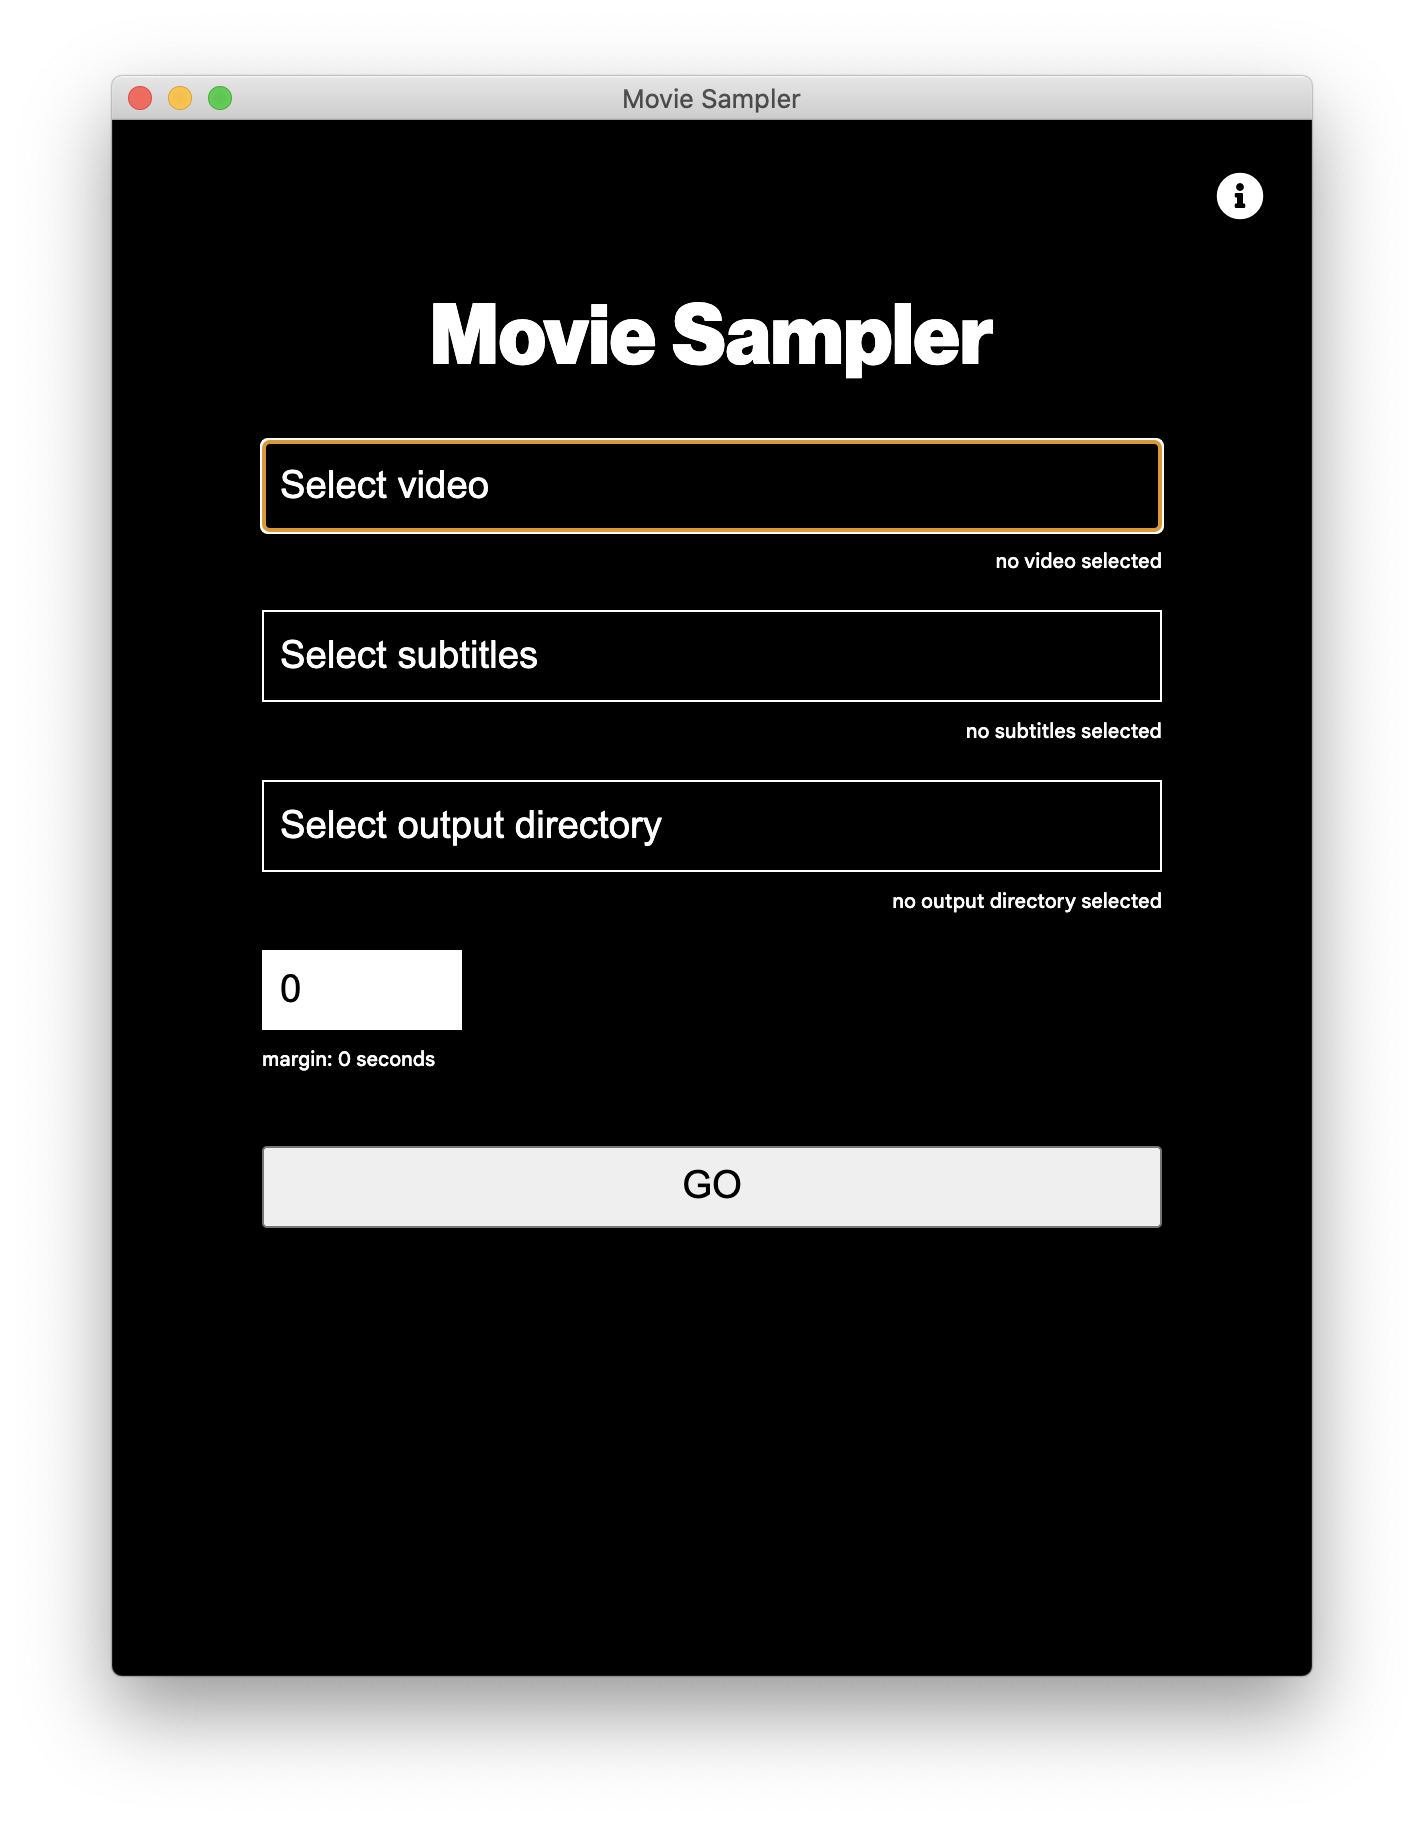 Movie Sampler
Movie Sampler
Select video
no video selected
Select subtitles
no subtitles selected
Select output directory
no output directory selected
0
margin: 0 seconds
GO